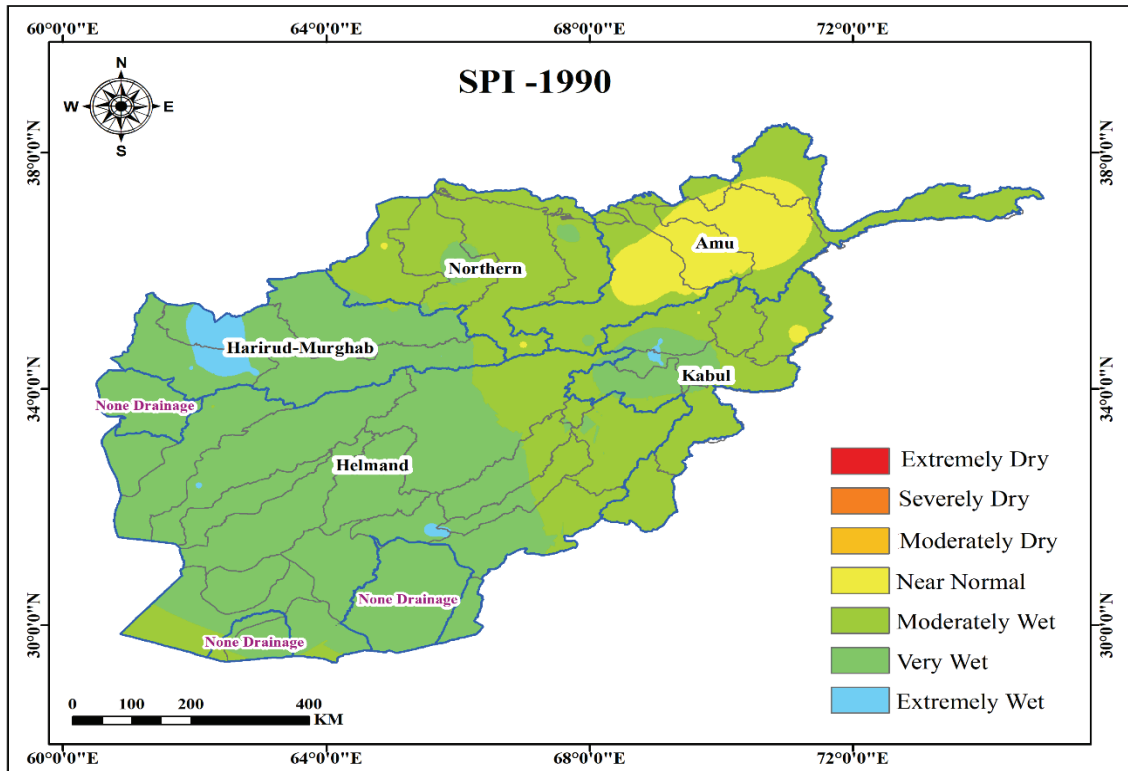 60°0'0"E 64°0'0"E 68°0'0"E 72°0'0"E
N
W E
S
SPI -1990
38°0'0"N 38°0'0"N
Amu
Northern
Harirud-Murghab
Kabul
34°0'0"N 34°0'0"N
None Drainage
Helmand
Extremely Dry
Severely Dry
Moderately Dry
Near Normal
Moderately Wet
Very Wet
Extremely Wet
None Drainage
30°0'0"N 30°0'0"N
None Drainage
0 100 200 400
KM
60°0'0"E 64°0'0"E 68°0'0"E 72°0'0"E